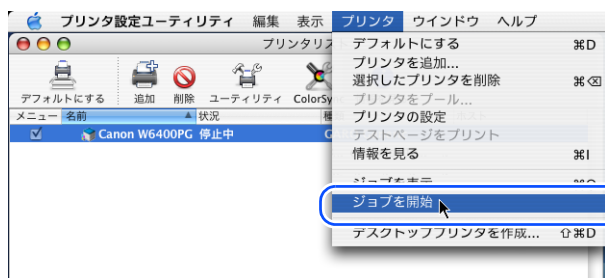 プリンタ設定ユーティリティ 編集 表示 プリンタ ウインドウ ヘルプ
プリンタリス
デフォルトにする 追加 削除 ユーティリティ ColorSy
メニュー 名前 状況
Canon W6400PG 停止中
デフォルトにする ⌘D
プリンタを追加...
選択したプリンタを削除 ⌘⌫
プリンタをプール...
プリンタの設定
テストページをプリント
情報を見る ⌘I
ジョブを表示 ⌘O
ジョブを開始
デスクトッププリンタを作成... ⇧⌘D